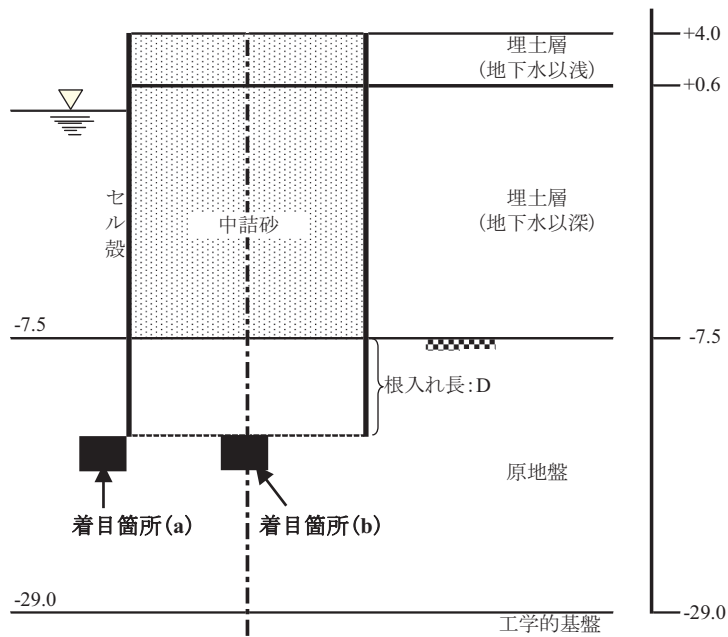 +4.0
埋土層
(地下水以浅)
+0.6
セル殻
中詰砂
埋土層
(地下水以深)
-7.5
-7.5
根入れ長:D
原地盤
着目箇所(a)
着目箇所(b)
-29.0
-29.0
工学的基盤